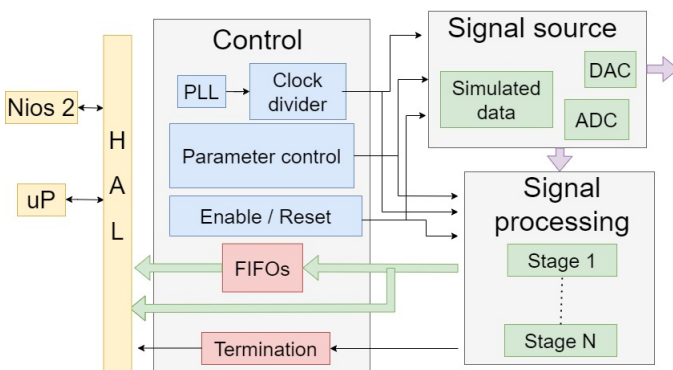 Control
Signal source
PLL
Clock
divider
Simulated
data
DAC
ADC
Nios 2
uP
H
A
L
Parameter control
Enable / Reset
Signal
processing
FIFOs
Stage 1
Stage N
Termination